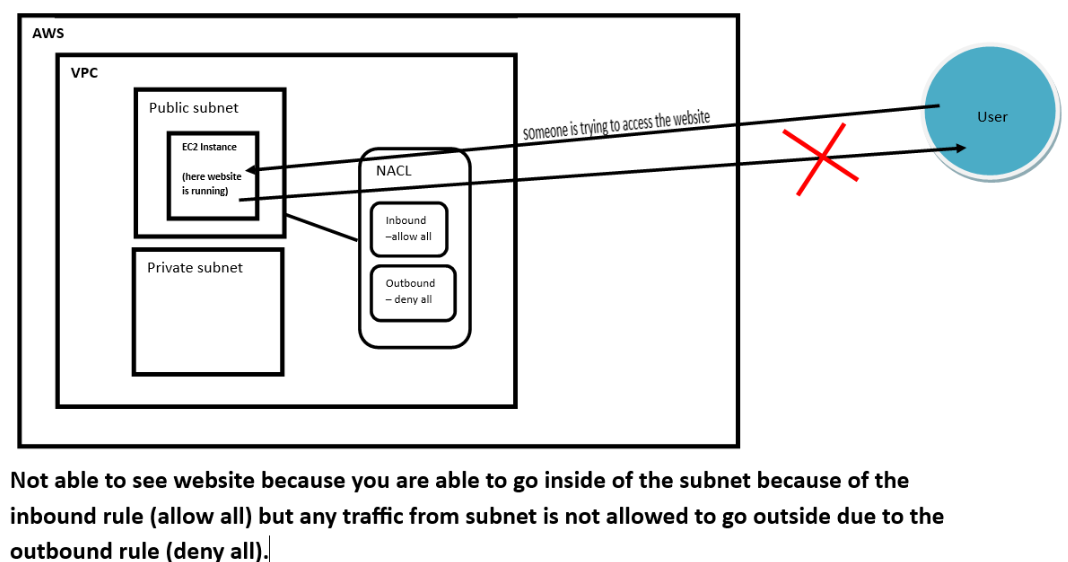 AWS
VPC
Public subnet
EC2 Instance
(here website
is running)
someone is trying to access the website
User
NACL
Inbound
–allow all
Outbound
– deny all
Private subnet
Not able to see website because you are able to go inside of the subnet because of the
inbound rule (allow all) but any traffic from subnet is not allowed to go outside due to the
outbound rule (deny all).